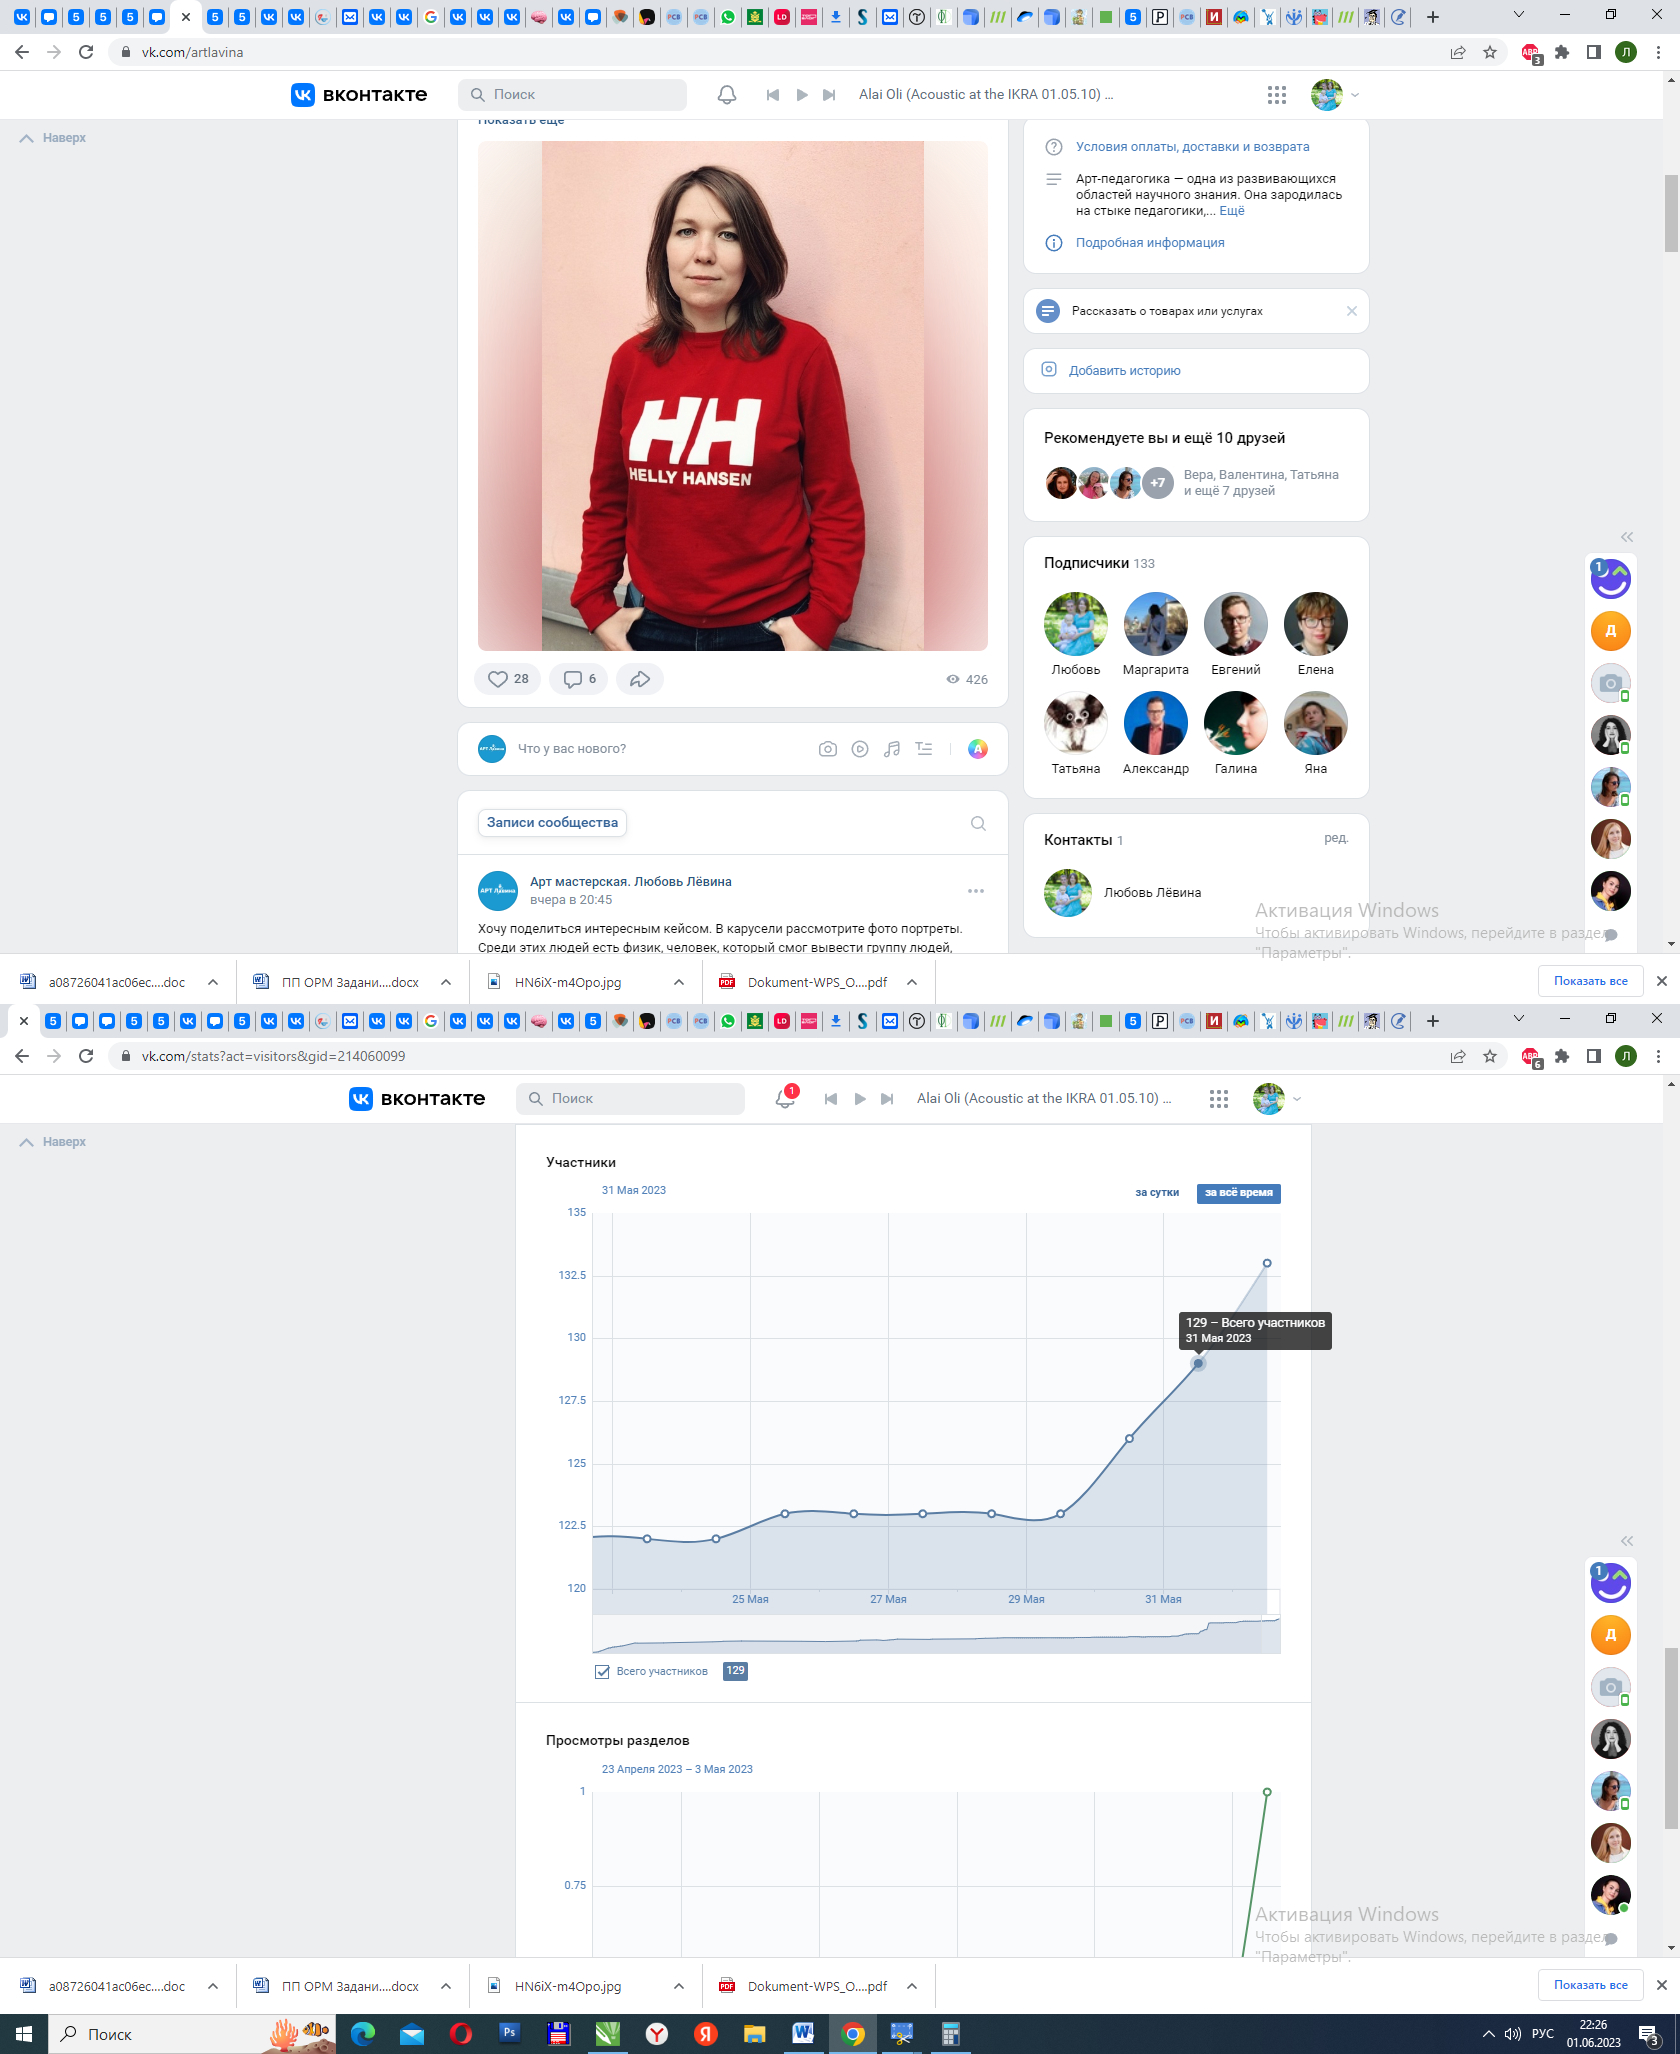 vk.com/artlavina
вконтакте
Поиск
Alai Oli (Acoustic at the IKRA 01.05.10) ...
Наверх
Показать ещё
HH
HELLY HANSEN
28
6
426
Что у вас нового?
Записи сообщества
АРТ Лёвина
Арт мастерская. Любовь Лёвина
вчера в 20:45
Хочу поделиться интересным кейсом. В карусели рассмотрите фото портреты.
Среди этих людей есть физик, человек, который смог вывести группу людей,
Условия оплаты, доставки и возврата
Арт-педагогика — одна из развивающихся
областей научного знания. Она зародилась
на стыке педагогики,... Ещё
Подробная информация
Рассказать о товарах или услугах
Добавить историю
Рекомендуете вы и ещё 10 друзей
+7
Вера, Валентина, Татьяна
и ещё 7 друзей
Подписчики 133
Любовь Маргарита Евгений Елена
Татьяна Александр Галина Яна
Контакты 1 ред.
Любовь Лёвина
1
Д
Активация Windows
Чтобы активировать Windows, перейдите в раздел
"Параметры".
a08726041ac06ec....doc
ПП ОРМ Задани....docx
HN6iX-m4Opo.jpg
Dokument-WPS_O....pdf
Показать все
vk.com/stats?act=visitors&gid=214060099
вконтакте
Поиск
1
Alai Oli (Acoustic at the IKRA 01.05.10) ...
Наверх
Участники
31 Мая 2023
за сутки за всё время
135
132.5
130
127.5
125
122.5
120
129 – Всего участников
31 Мая 2023
25 Мая 27 Мая 29 Мая 31 Мая
Всего участников 129
Просмотры разделов
23 Апреля 2023 – 3 Мая 2023
1
0.75
1
Д
Активация Windows
Чтобы активировать Windows, перейдите в раздел
"Параметры".
a08726041ac06ec....doc
ПП ОРМ Задани....docx
HN6iX-m4Opo.jpg
Dokument-WPS_O....pdf
Показать все
Поиск
РУС
22:26
01.06.2023
3